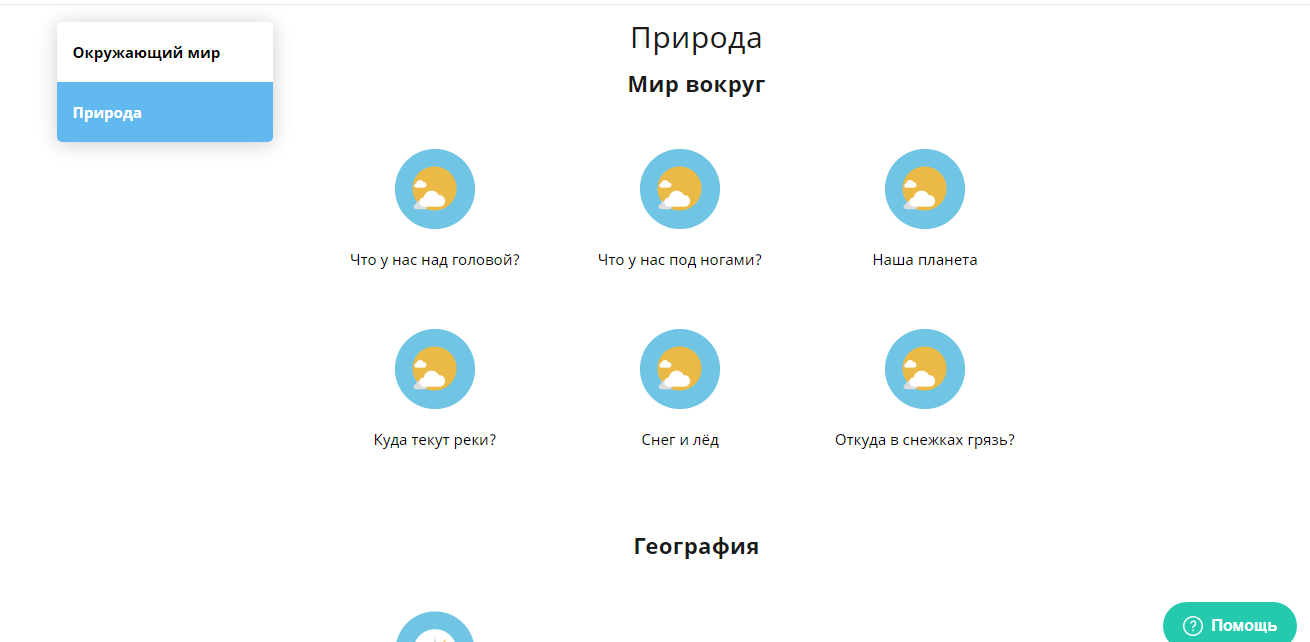 Окружающий мир
Природа
Природа
Мир вокруг
Что у нас над головой?
Что у нас под ногами?
Наша планета
Куда текут реки?
Снег и лёд
Откуда в снежках грязь?
География
Помощь